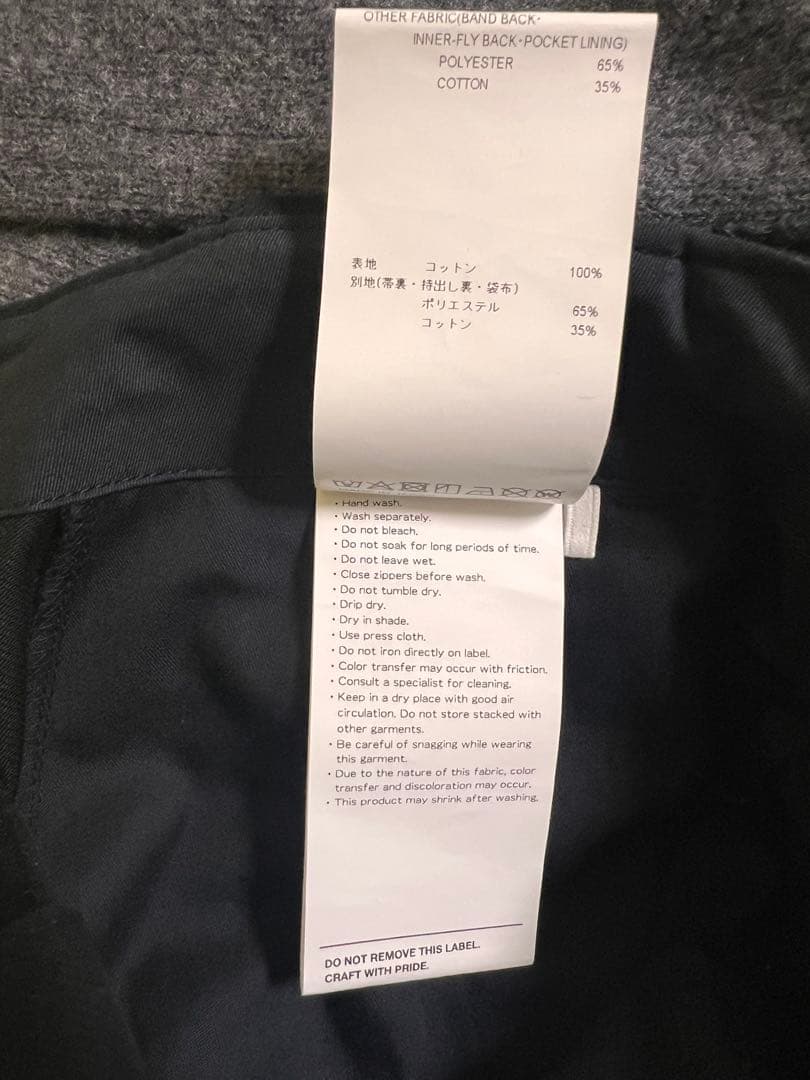 OTHER FABRIC(BAND BACK・
INNER-FLY BACK・POCKET LINING)
POLYESTER 65%
COTTON 35%
表地 コットン 100%
別地(帯裏・持出し裏・袋布)
ポリエステル 65%
コットン 35%
・Hand wash.
・Wash separately.
・Do not bleach.
・Do not soak for long periods of time.
・Do not leave wet.
・Close zippers before wash.
・Do not tumble dry.
・Drip dry.
・Dry in shade.
・Use press cloth.
・Do not iron directly on label.
・Color transfer may occur with friction.
・Consult a specialist for cleaning.
・Keep in a dry place with good air
circulation. Do not store stacked with
other garments.
・Be careful of snagging while wearing
this garment.
・Due to the nature of this fabric, color
transfer and discoloration may occur.
・This product may shrink after washing.
DO NOT REMOVE THIS LABEL.
CRAFT WITH PRIDE.